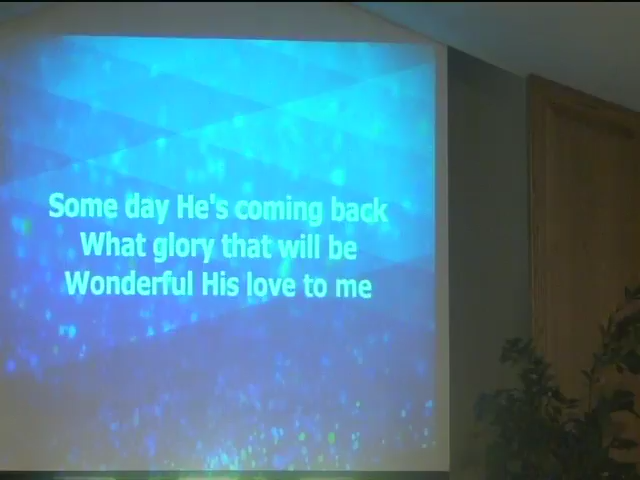 Some day He's coming back
What glory that will be
Wonderful His love to me